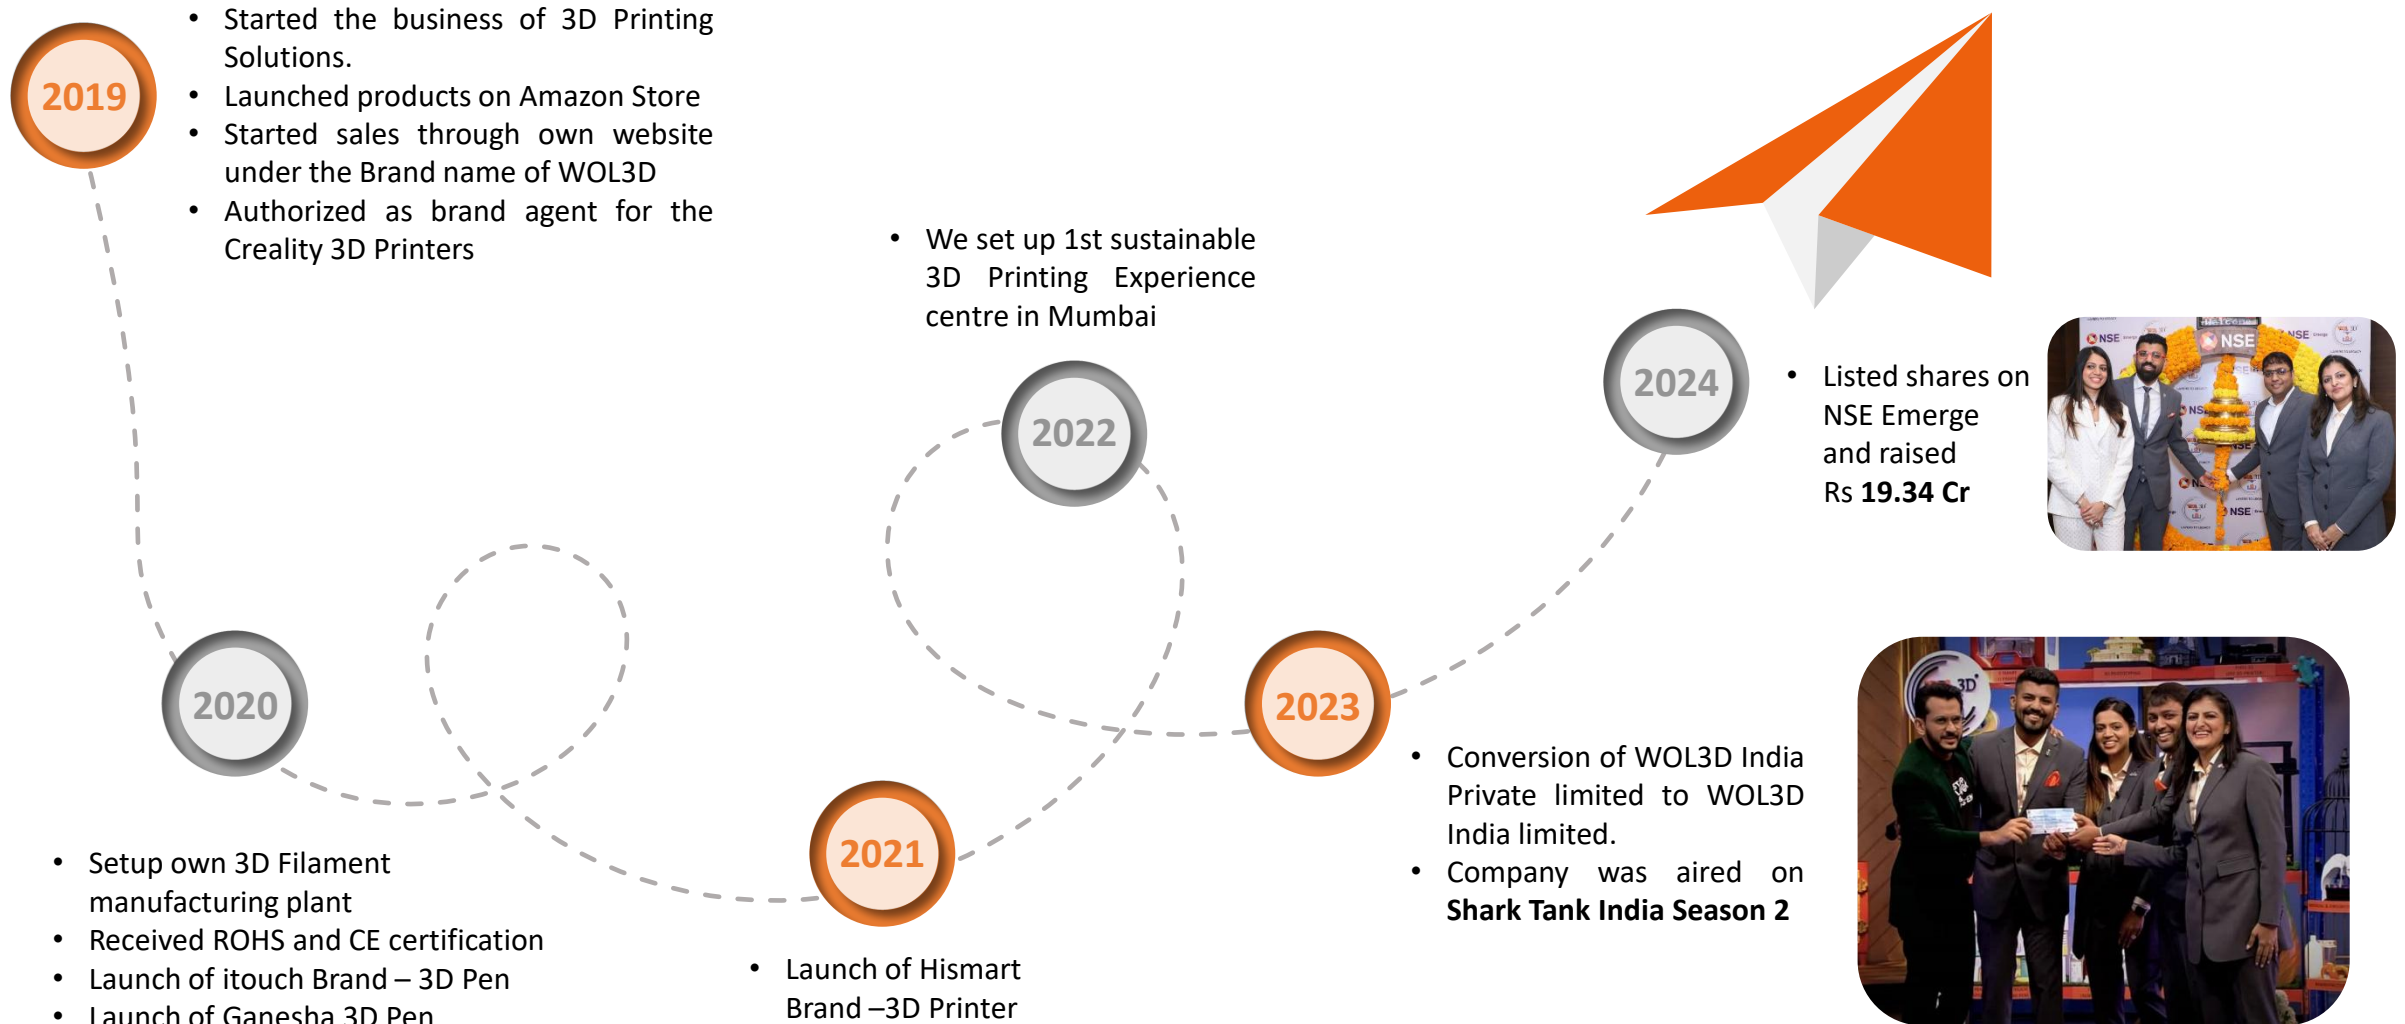 2019
• Started the business of 3D Printing
Solutions.
• Launched products on Amazon Store
• Started sales through own website
under the Brand name of WOL3D
• Authorized as brand agent for the
Creality 3D Printers
2020
• Setup own 3D Filament
manufacturing plant
• Received ROHS and CE certification
• Launch of itouch Brand – 3D Pen
• Launch of Ganesha 3D Pen
2021
• Launch of Hismart
Brand –3D Printer
• We set up 1st sustainable
3D Printing Experience
centre in Mumbai
2022
2023
• Conversion of WOL3D India
Private limited to WOL3D
India limited.
• Company was aired on
Shark Tank India Season 2
2024
• Listed shares on
NSE Emerge
and raised
Rs 19.34 Cr
NSE
NSE
NSE
NSE
3D